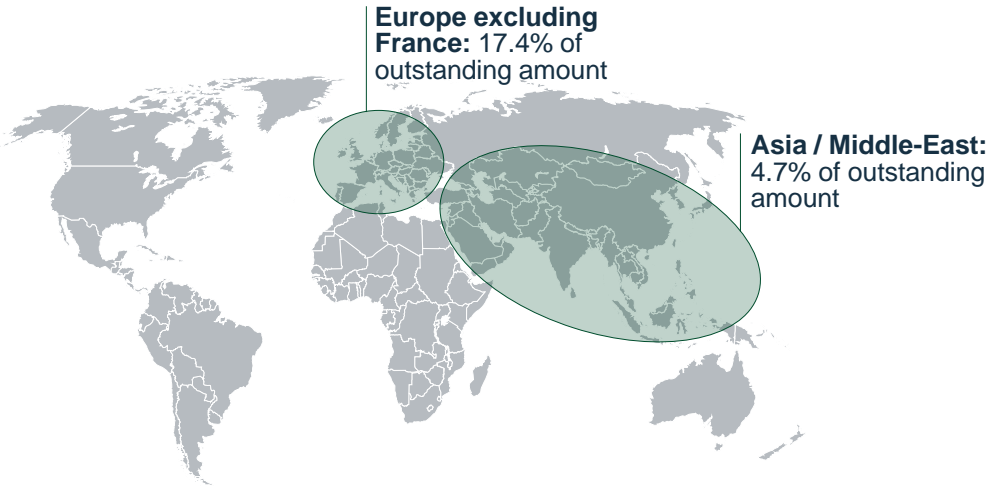 Europe excluding
France: 17.4% of
outstanding amount
Asia / Middle-East:
4.7% of outstanding
amount